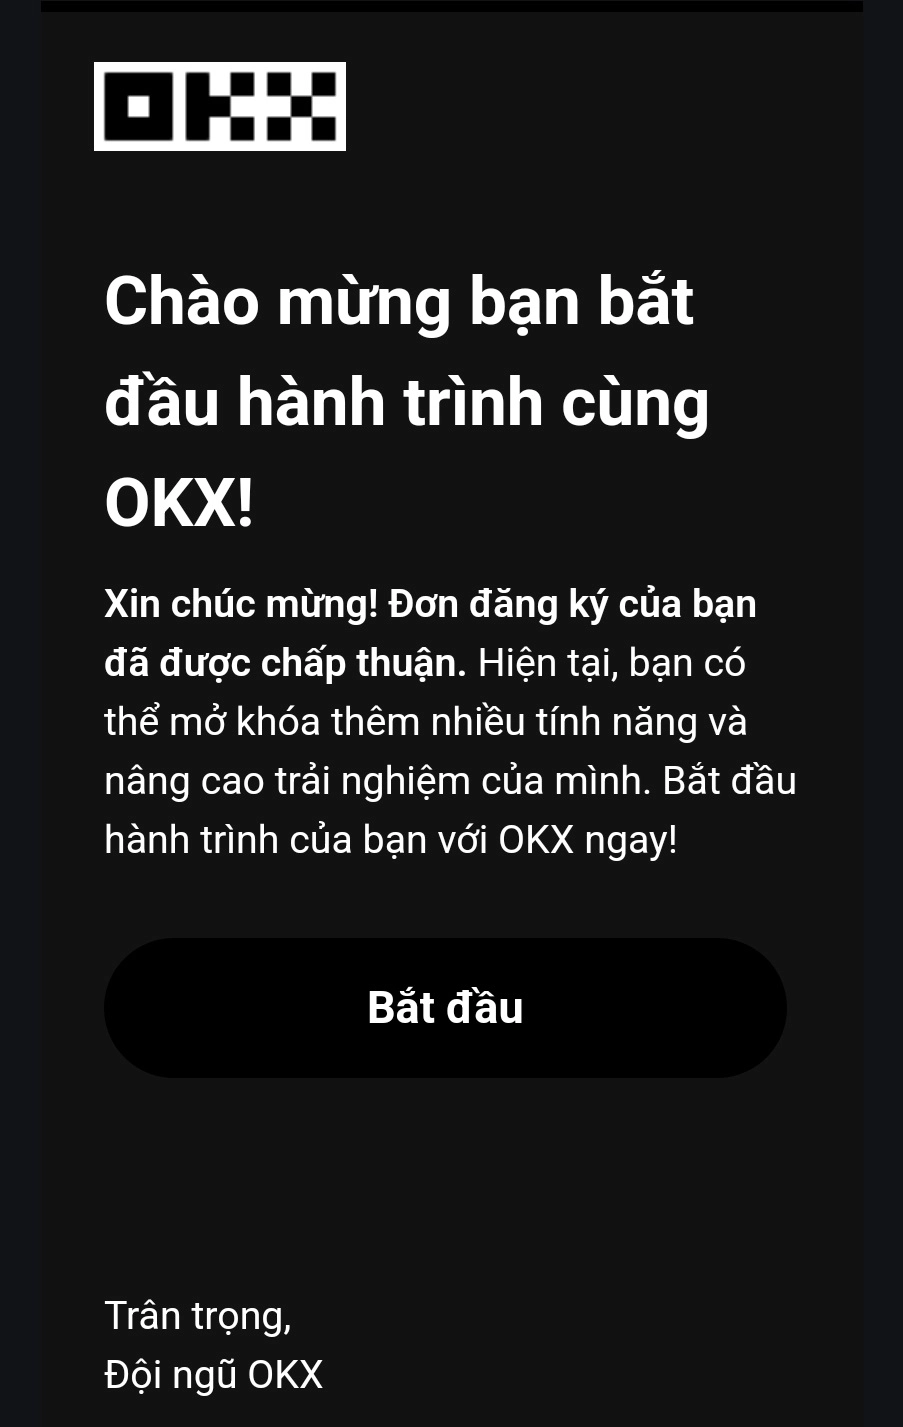 OKX
Chào mừng bạn bắt
đầu hành trình cùng
OKX!
Xin chúc mừng! Đơn đăng ký của bạn
đã được chấp thuận. Hiện tại, bạn có
thể mở khóa thêm nhiều tính năng và
nâng cao trải nghiệm của mình. Bắt đầu
hành trình của bạn với OKX ngay!
Bắt đầu
Trân trọng,
Đội ngũ OKX